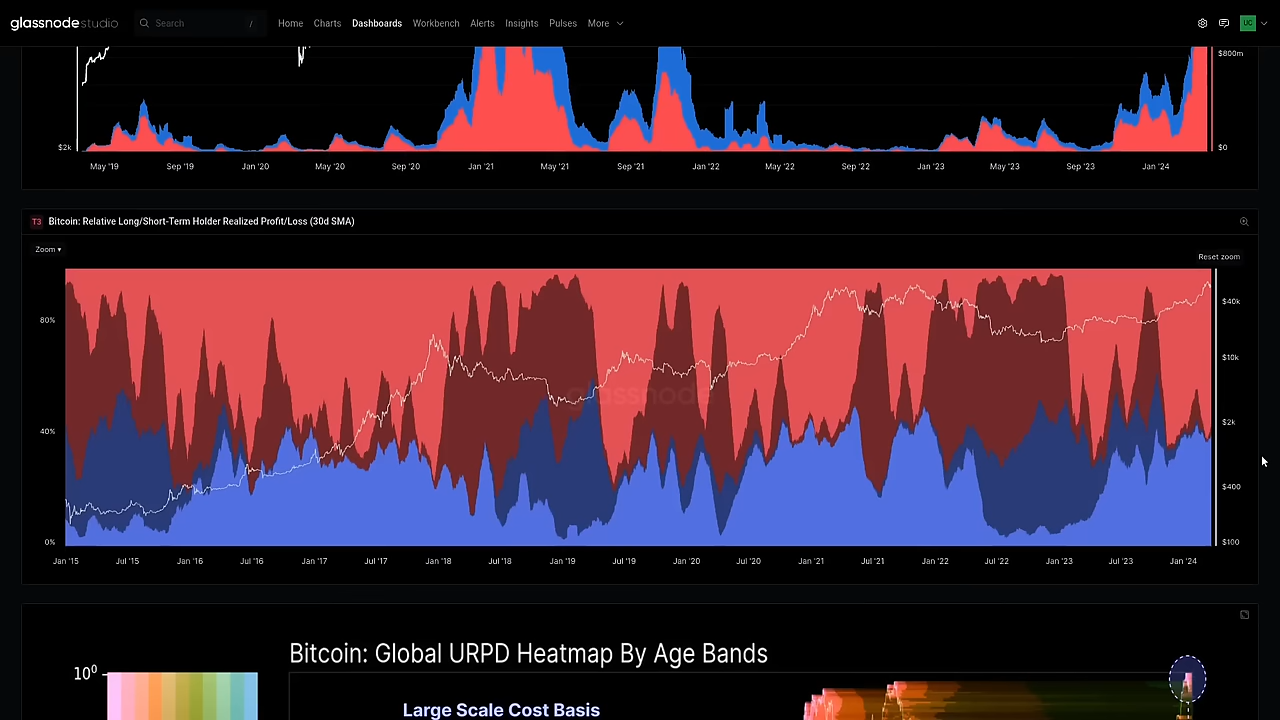 glassnode studio Search / Home Charts Dashboards Workbench Alerts Insights Pulses More UC
$800m
$2k $0
May '19 Sep '19 Jan '20 May '20 Sep '20 Jan '21 May '21 Sep '21 Jan '22 May '22 Sep '22 Jan '23 May '23 Sep '23 Jan '24
T3 Bitcoin: Relative Long/Short-Term Holder Realized Profit/Loss (30d SMA)
Zoom ▾
Reset zoom
80% $40k
$10k
glassnode
40% $2k
$400
0% $100
Jan '15 Jul '15 Jan '16 Jul '16 Jan '17 Jul '17 Jan '18 Jul '18 Jan '19 Jul '19 Jan '20 Jul '20 Jan '21 Jul '21 Jan '22 Jul '22 Jan '23 Jul '23 Jan '24
Bitcoin: Global URPD Heatmap By Age Bands
10⁰
Large Scale Cost Basis